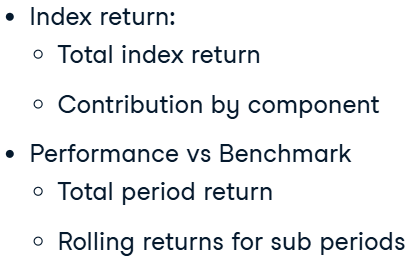 • Index return:
◦ Total index return
◦ Contribution by component
• Performance vs Benchmark
◦ Total period return
◦ Rolling returns for sub periods